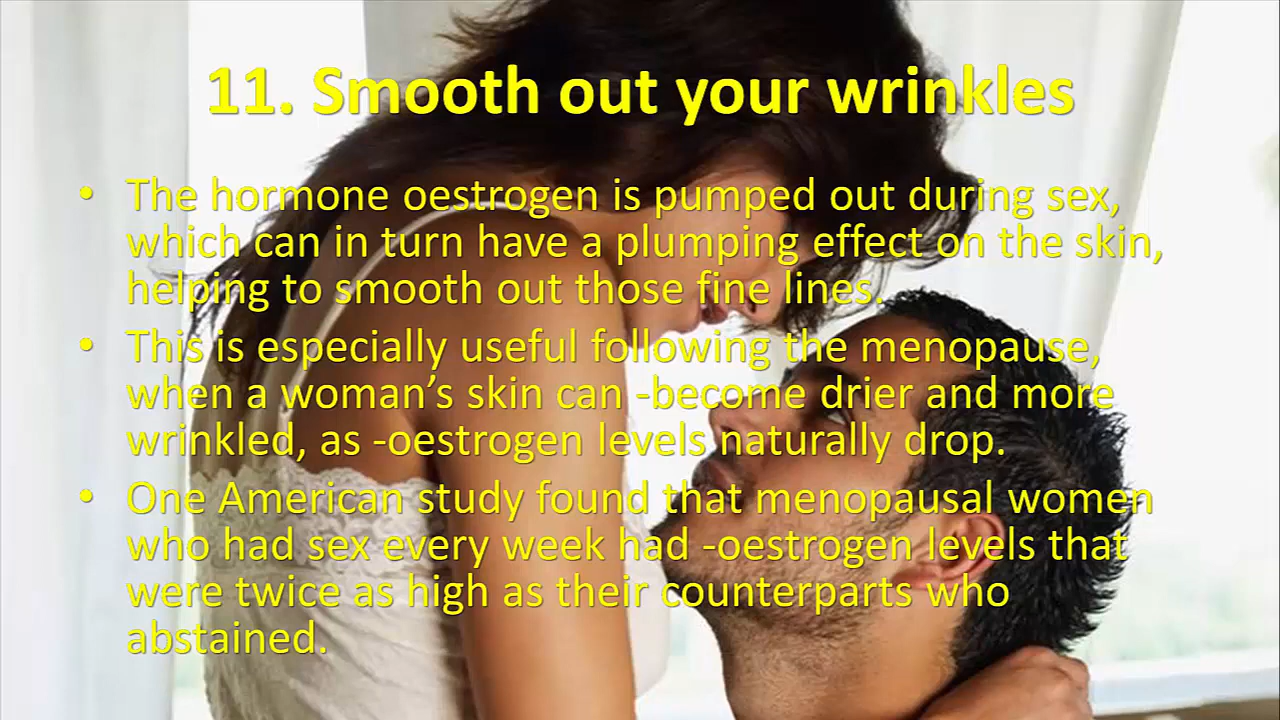 11. Smooth out your wrinkles
• The hormone oestrogen is pumped out during sex,
which can in turn have a plumping effect on the skin,
helping to smooth out those fine lines.
• This is especially useful following the menopause,
when a woman’s skin can -become drier and more
wrinkled, as -oestrogen levels naturally drop.
• One American study found that menopausal women
who had sex every week had -oestrogen levels that
were twice as high as their counterparts who
abstained.